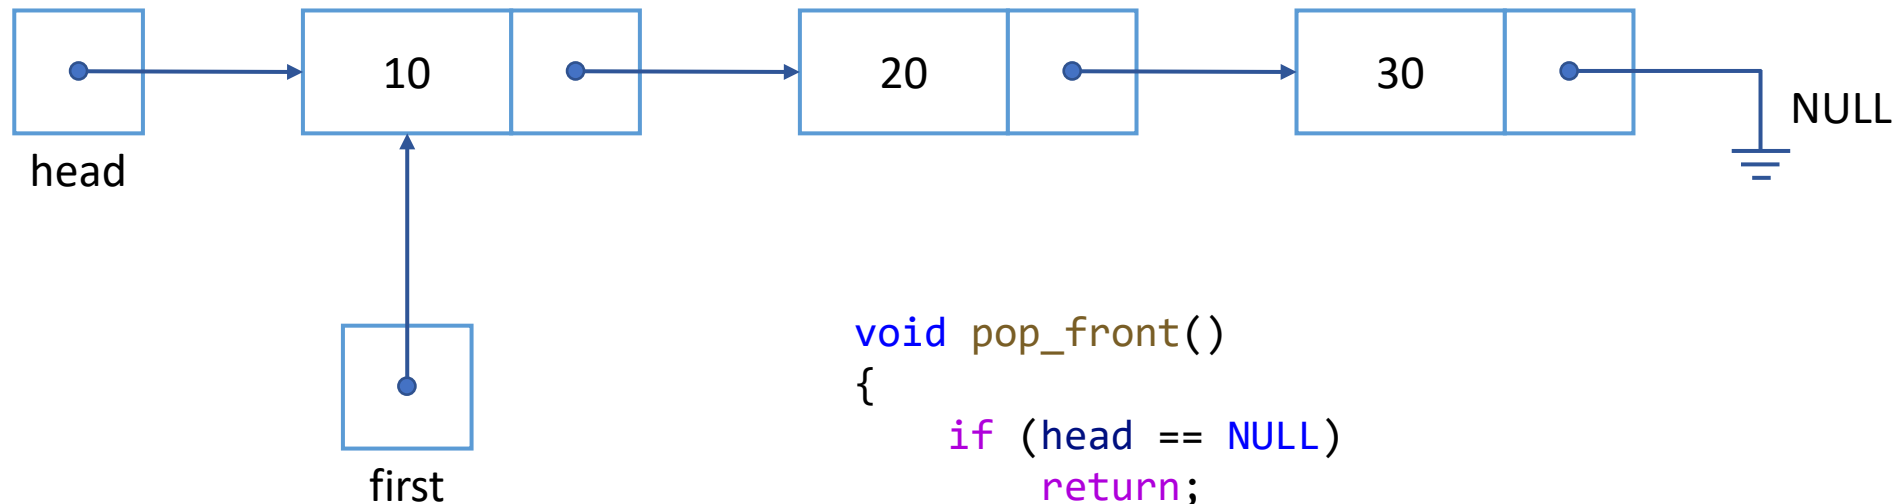 10
20
30
NULL
head
first
void pop_front()
{
    if (head == NULL)
        return;